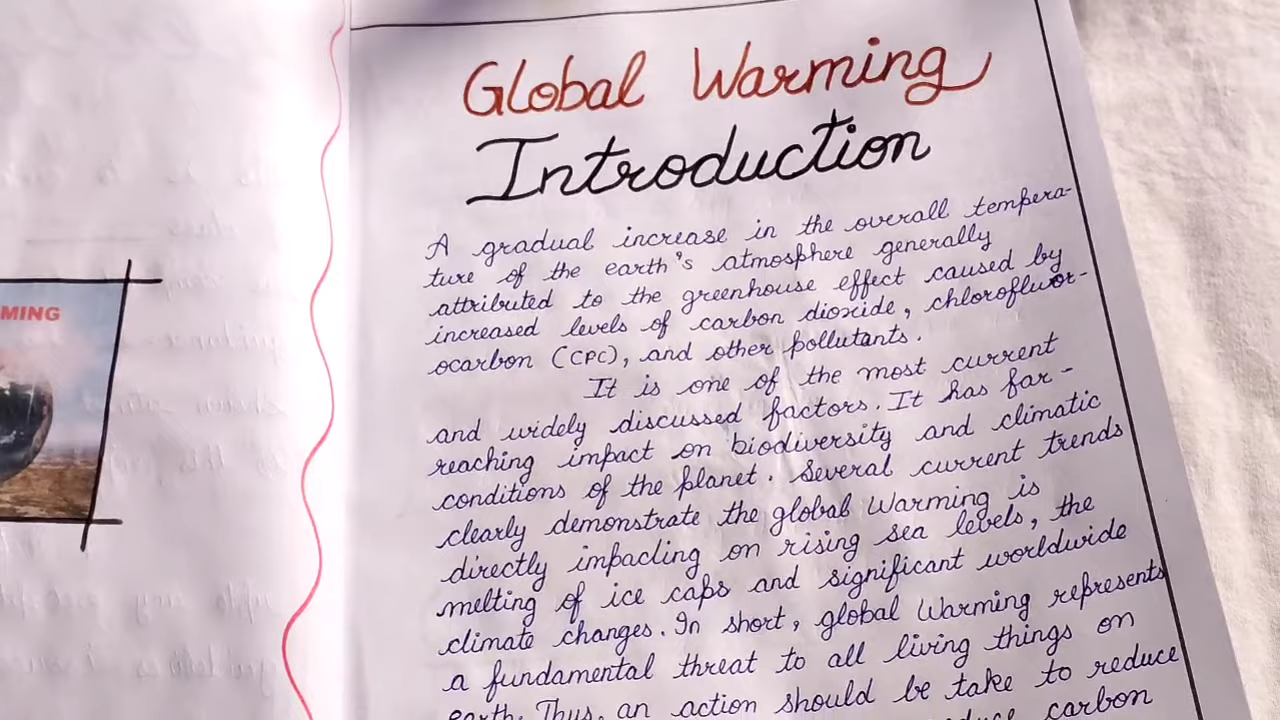 MING
Global Warming
Introduction
A gradual increase in the overall tempera-
ture of the earth's atmosphere generally
attributed to the greenhouse effect caused by
increased levels of carbon dioxide, chlorofluor-
ocarbon (CPC), and other pollutants.
It is one of the most current
and widely discussed factors. It has far-
reaching impact on biodiversity and climatic
conditions of the planet. Several current trends
clearly demonstrate the global Warming is
directly impacting on rising sea levels, the
melting of ice caps and significant worldwide
climate changes. In short, global Warming represents
a fundamental threat to all living things on
earth. Thus, an action should be take to reduce
carbon